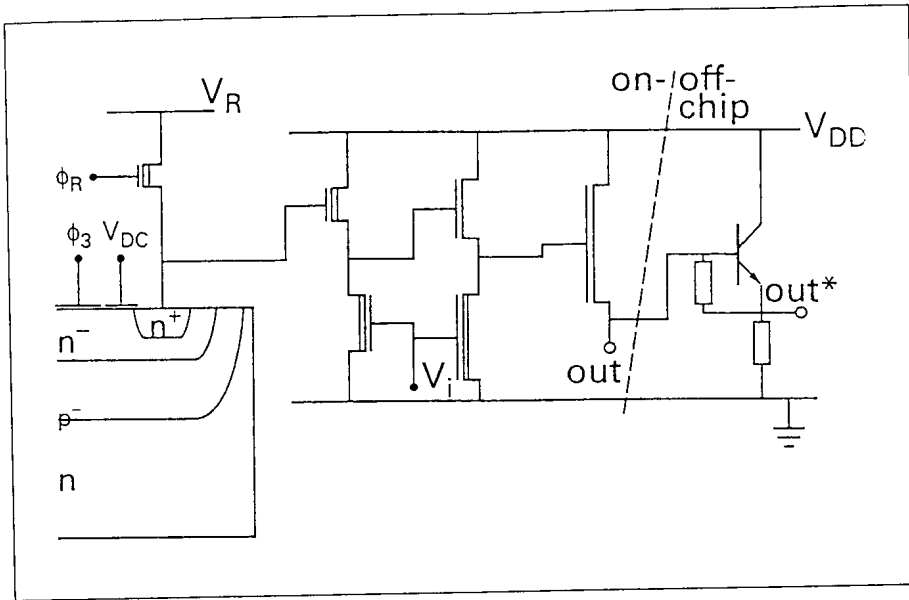 V_R
on- off-
chip
V_DD
ϕ_R
ϕ_3 V_DC
n⁺
n⁻
out*
out
V_i
p⁻
n